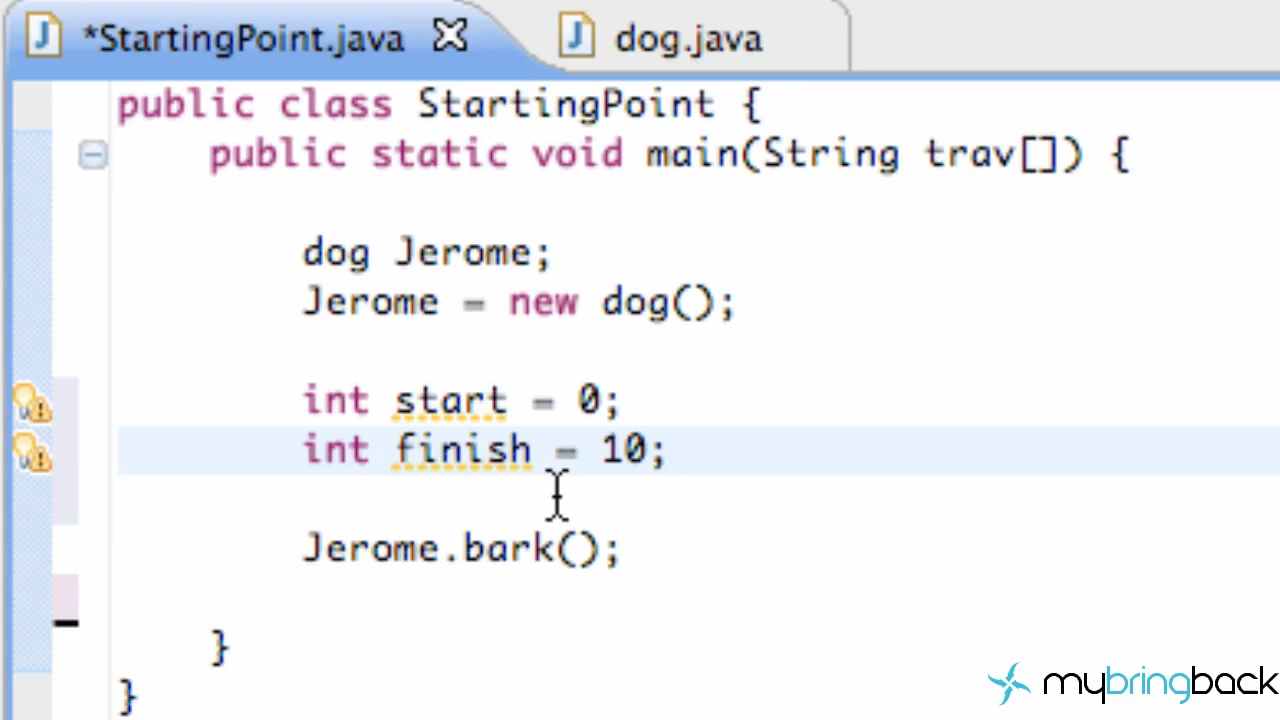 *StartingPoint.java dog.java
public class StartingPoint {
public static void main(String trav[]) {
dog Jerome;
Jerome = new dog();
int start = 0;
int finish = 10;
Jerome.bark();
}
}
mybringback